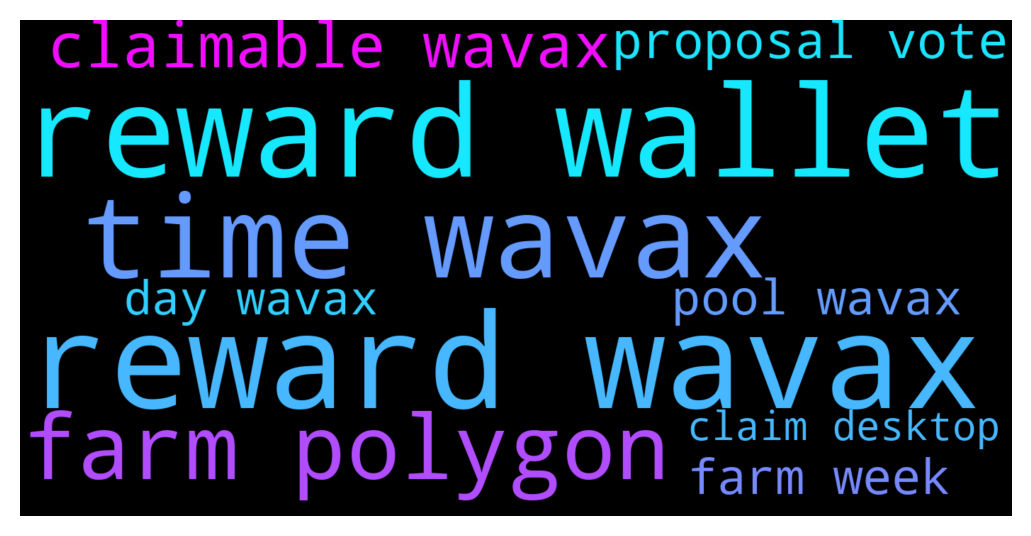 claimable wavax
proposal vote
reward wallet
time wavax
day wavax
pool wavax
reward wavax
claim desktop
farm polygon
farm week